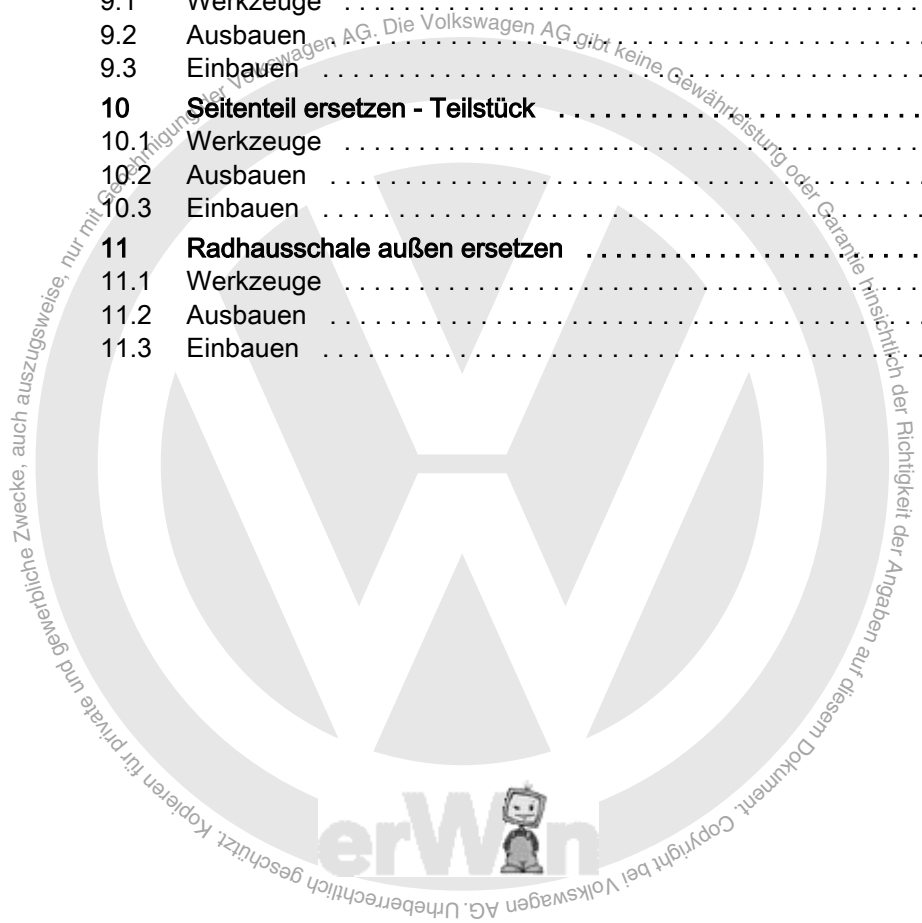 9.1 Werkzeuge . . . . . . . . . . . . . . . . . . . . . . . . . . . . . . . . . . . . . .
9.2 Ausbauen . . . . . . . . . . . . . . . . . . . . . . . . . . . . . . . . . . . . . . .
9.3 Einbauen . . . . . . . . . . . . . . . . . . . . . . . . . . . . . . . . . . . . . . .
10 Seitenteil ersetzen - Teilstück . . . . . . . . . . . . . . . . . . . . . . . .
10.1 Werkzeuge . . . . . . . . . . . . . . . . . . . . . . . . . . . . . . . . . . . . . .
10.2 Ausbauen . . . . . . . . . . . . . . . . . . . . . . . . . . . . . . . . . . . . . . .
10.3 Einbauen . . . . . . . . . . . . . . . . . . . . . . . . . . . . . . . . . . . . . . .
11 Radhausschale außen ersetzen . . . . . . . . . . . . . . . . . . . . . .
11.1 Werkzeuge . . . . . . . . . . . . . . . . . . . . . . . . . . . . . . . . . . . . . .
11.2 Ausbauen . . . . . . . . . . . . . . . . . . . . . . . . . . . . . . . . . . . . . . .
11.3 Einbauen . . . . . . . . . . . . . . . . . . . . . . . . . . . . . . . . . . . . . . .
Urheberrechtlich geschützt. Kopieren für private und gewerbliche Zwecke, auch auszugsweise, nur mit Genehmigung der Volkswagen AG. Die Volkswagen AG gibt keine Gewährleistung oder Garantie hinsichtlich der Richtigkeit der Angaben auf diesem Dokument. Copyright bei Volkswagen AG.
erWin